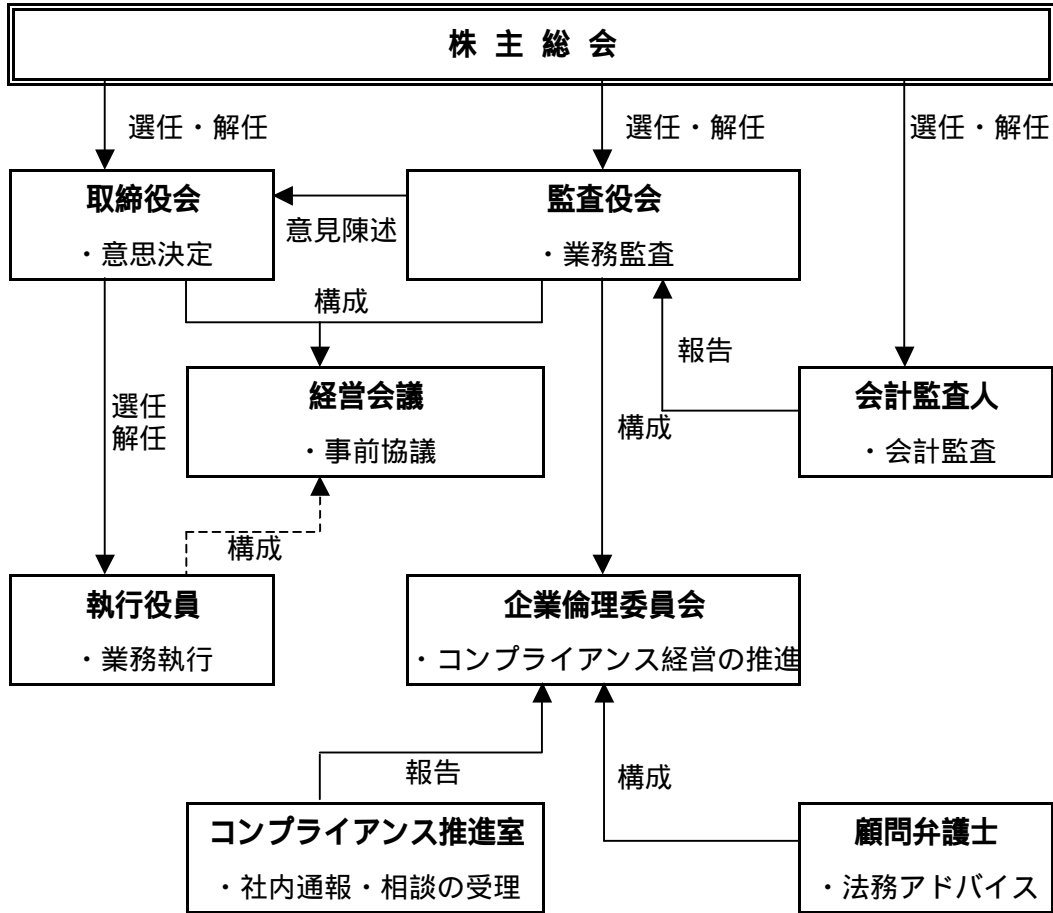 株 主 総 会
選任・解任
選任・解任
選任・解任
取締役会
・意思決定
意見陳述
監査役会
・業務監査
構成
報告
選任
解任
経営会議
・事前協議
構成
会計監査人
・会計監査
構成
執行役員
・業務執行
企業倫理委員会
・コンプライアンス経営の推進
報告
構成
コンプライアンス推進室
・社内通報・相談の受理
顧問弁護士
・法務アドバイス